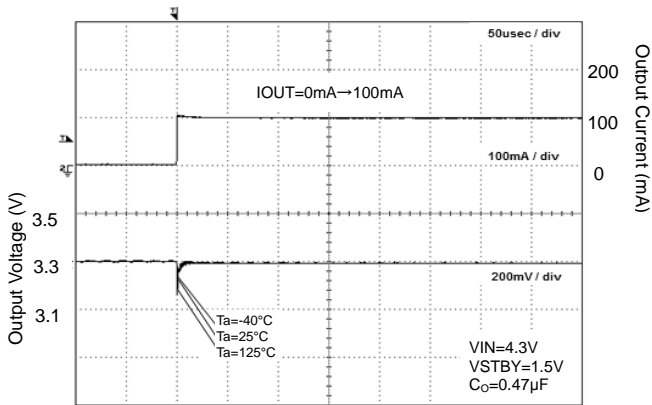 T
50usec / div
200
IOUT=0mA→100mA
T
100
100mA / div
2
0
Output Current (mA)
Output Voltage (V)
3.5
3.3
200mV / div
3.1
Ta=-40°C
Ta=25°C
Ta=125°C
VIN=4.3V
VSTBY=1.5V
Co=0.47µF